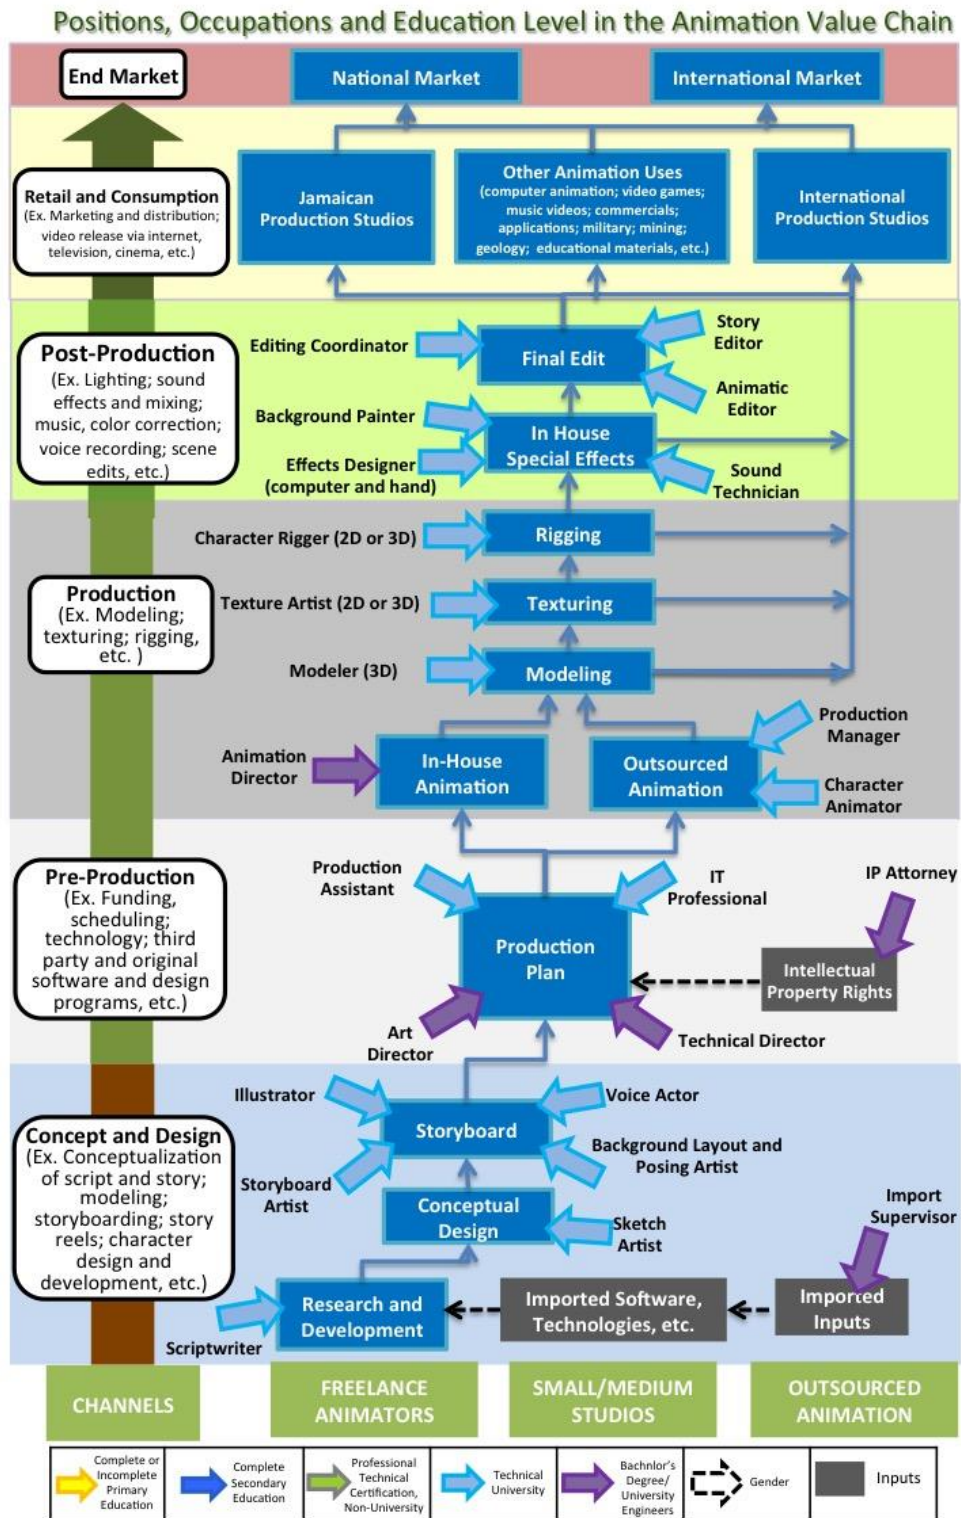 Positions, Occupations and Education Level in the Animation Value Chain
End Market
National Market
International Market
Retail and Consumption
(Ex. Marketing and distribution;
video release via internet,
television, cinema, etc.)
Jamaican
Production Studios
Other Animation Uses
(computer animation; video games;
music videos; commercials;
applications; military; mining;
geology; educational materials, etc.)
International
Production Studios
Post-Production
(Ex. Lighting; sound
effects and mixing;
music, color correction;
voice recording; scene
edits, etc.)
Editing Coordinator
Final Edit
Story
Editor
Animatic
Editor
Background Painter
In House
Special Effects
Effects Designer
(computer and hand)
Sound
Technician
Production
(Ex. Modeling;
texturing; rigging,
etc. )
Character Rigger (2D or 3D)
Rigging
Texture Artist (2D or 3D)
Texturing
Modeler (3D)
Modeling
Production
Manager
Animation
Director
In-House
Animation
Outsourced
Animation
Character
Animator
Pre-Production
(Ex. Funding,
scheduling;
technology; third
party and original
software and design
programs, etc.)
Production
Assistant
IT
Professional
IP Attorney
Production
Plan
Intellectual
Property Rights
Art
Director
Technical Director
Concept and Design
(Ex. Conceptualization
of script and story;
modeling;
storyboarding; story
reels; character
design and
development, etc.)
Illustrator
Voice Actor
Storyboard
Storyboard
Artist
Background Layout and
Posing Artist
Conceptual
Design
Sketch
Artist
Import
Supervisor
Research and
Development
Imported Software,
Technologies, etc.
Imported
Inputs
Scriptwriter
CHANNELS
FREELANCE
ANIMATORS
SMALL/MEDIUM
STUDIOS
OUTSOURCED
ANIMATION
Complete or
Incomplete
Primary
Education
Complete
Secondary
Education
Professional
Technical
Certification,
Non-University
Technical
University
Bachnlor's
Degree/
University
Engineers
Gender
Inputs